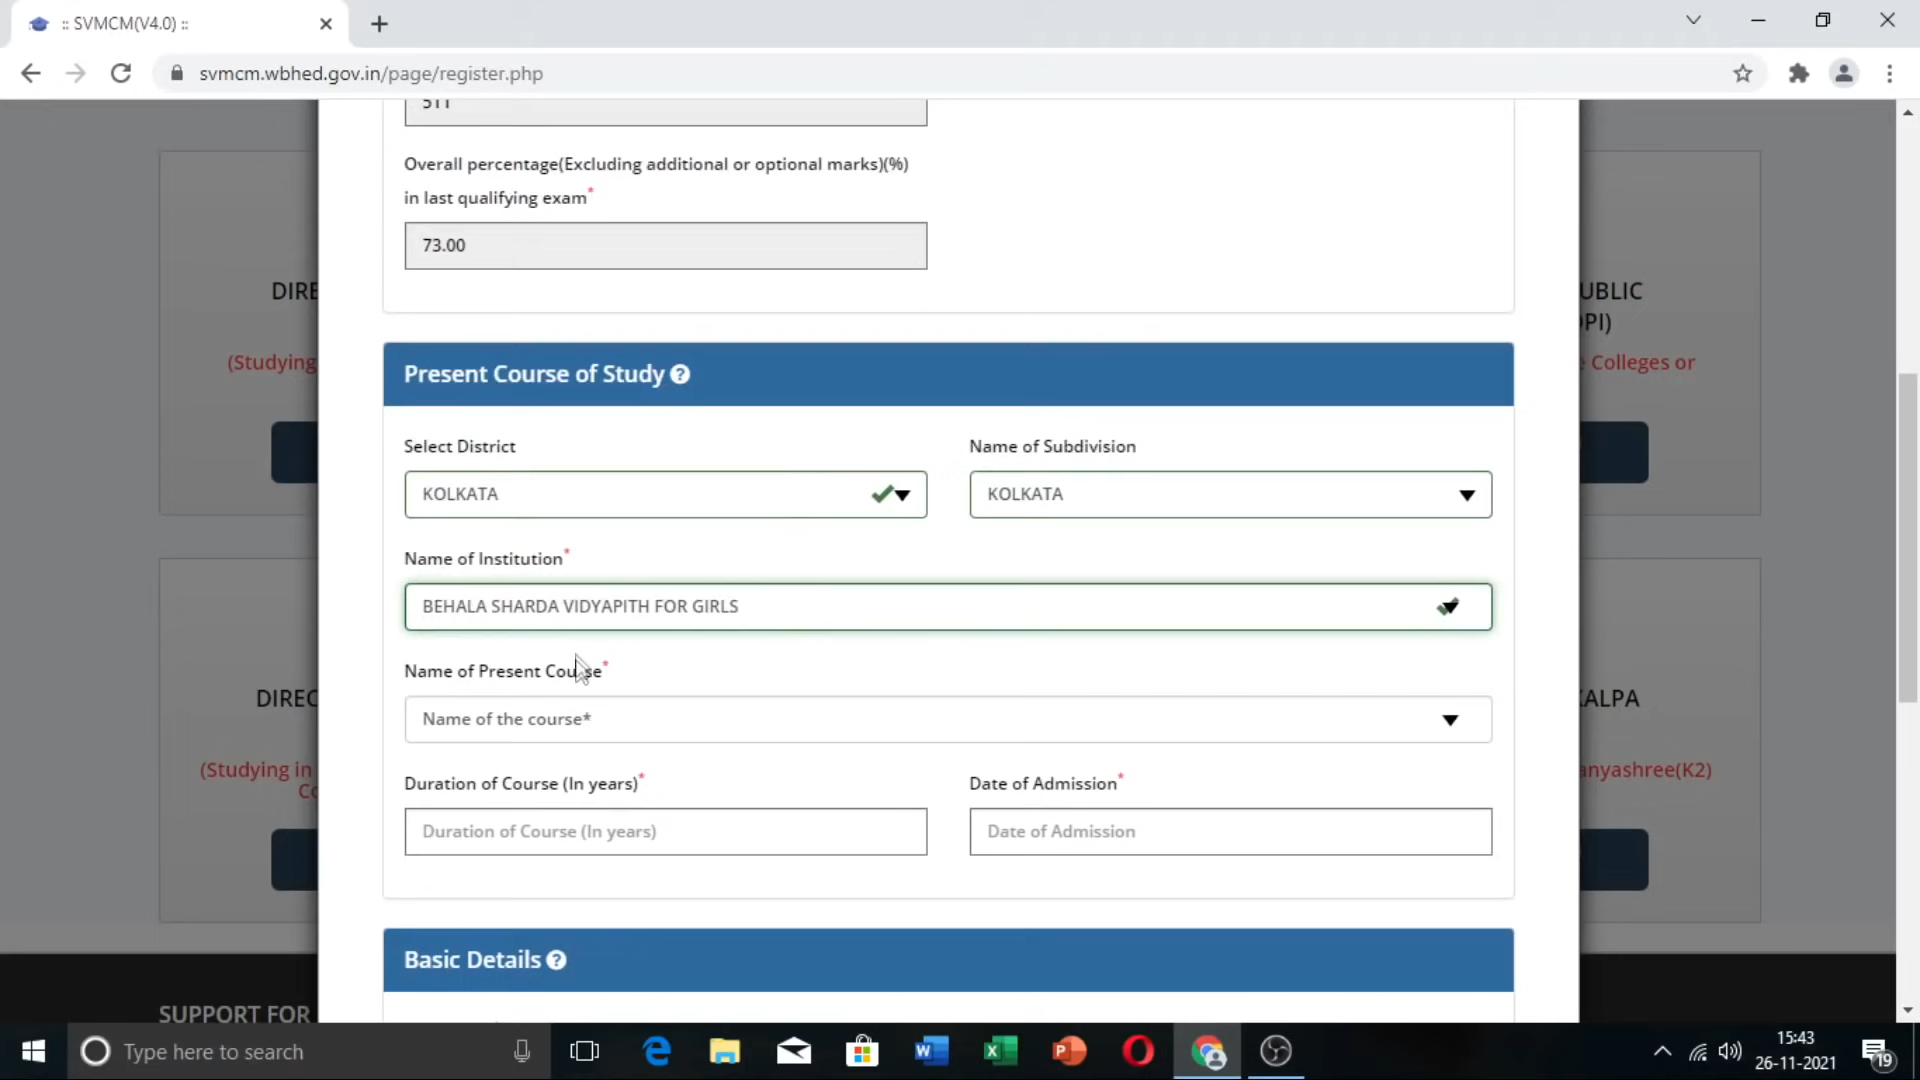 :: SVMCM(V4.0) ::
svmcm.wbhed.gov.in/page/register.php
511
Overall percentage(Excluding additional or optional marks)(%)
in last qualifying exam*
73.00
DIRE
UBLIC
PI)
(Studying
Colleges or
Present Course of Study ?
Select District
Name of Subdivision
KOLKATA
KOLKATA
Name of Institution*
BEHALA SHARDA VIDYAPITH FOR GIRLS
Name of Present Course*
Name of the course*
DIREC
ALPA
(Studying in
Co
anyashree(K2)
Duration of Course (In years)*
Date of Admission*
Duration of Course (In years)
Date of Admission
Basic Details ?
SUPPORT FOR
Type here to search
15:43
26-11-2021
19